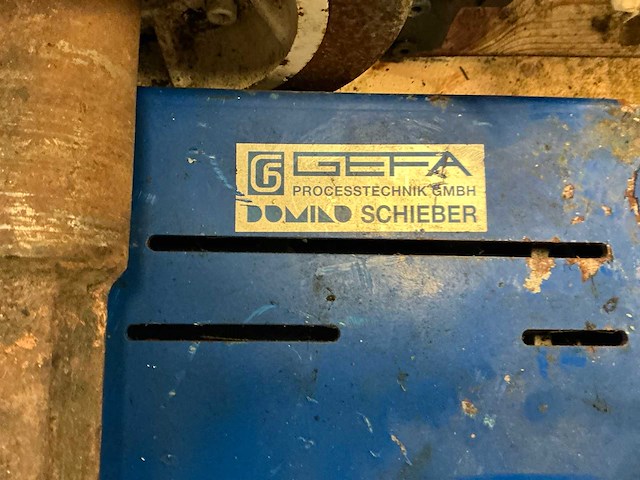 G GEFA
PROCESSTECHNIK GMBH
DOMINO SCHIEBER